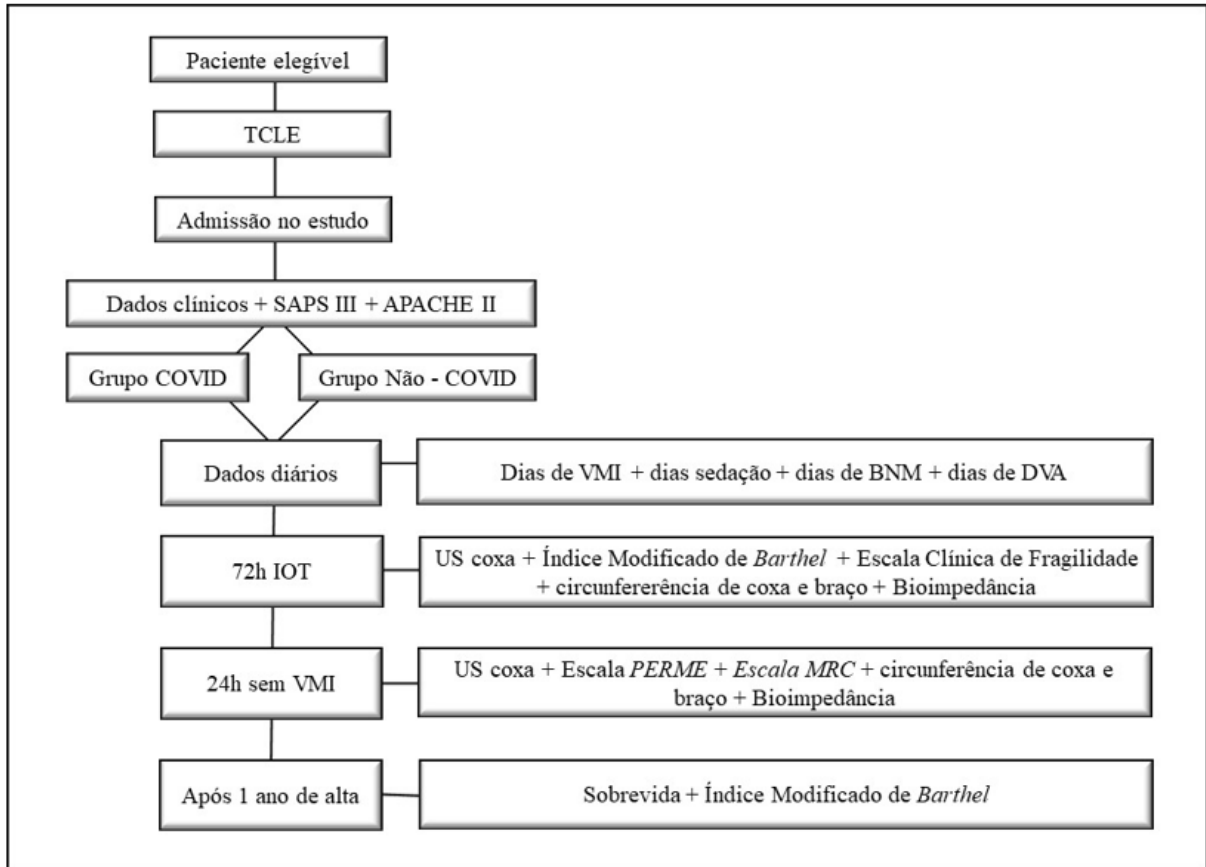 Paciente elegível
TCLE
Admissão no estudo
Dados clínicos + SAPS III + APACHE II
Grupo COVID
Grupo Não - COVID
Dados diários
Dias de VMI + dias sedação + dias de BNM + dias de DVA
72h IOT
US coxa + Índice Modificado de Barthel + Escala Clínica de Fragilidade
+ circunfererência de coxa e braço + Bioimpedância
24h sem VMI
US coxa + Escala PERME + Escala MRC + circunferência de coxa e
braço + Bioimpedância
Após 1 ano de alta
Sobrevida + Índice Modificado de Barthel